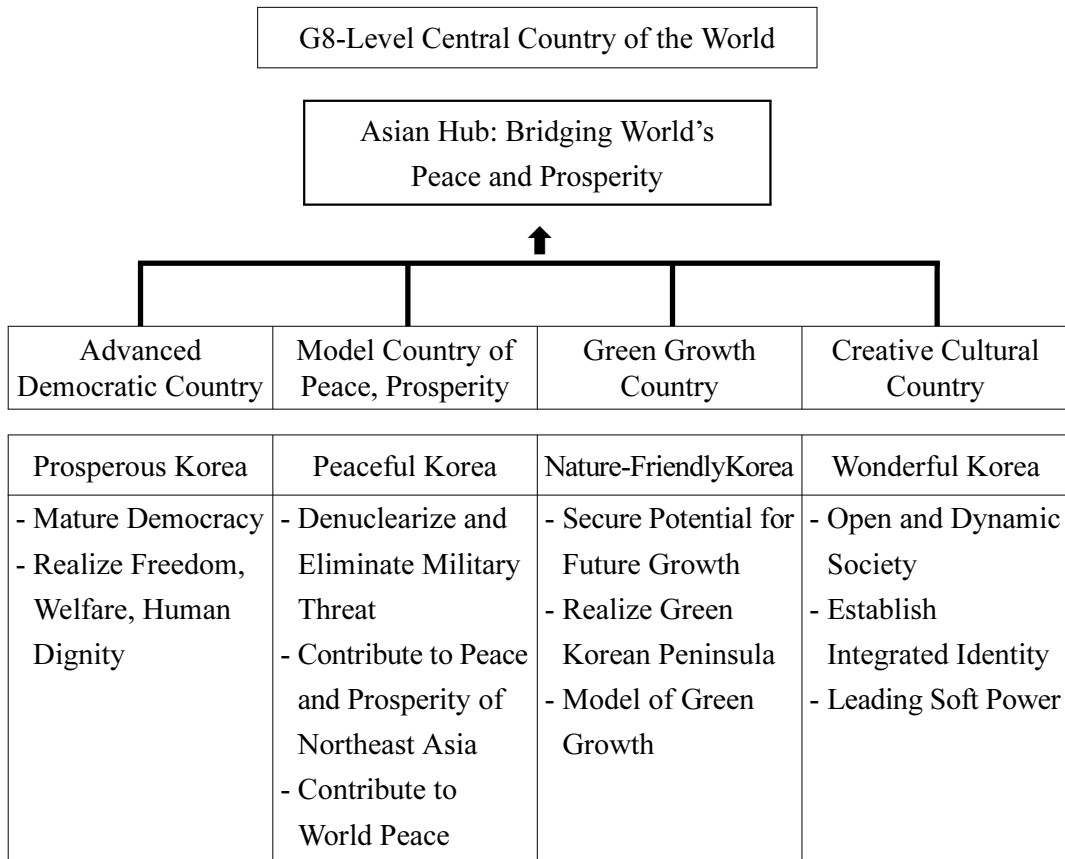 G8-Level Central Country of the World
Asian Hub: Bridging World’s
Peace and Prosperity
Advanced
Democratic Country
Model Country of
Peace, Prosperity
Green Growth
Country
Creative Cultural
Country
Prosperous Korea
- Mature Democracy
- Realize Freedom,
Welfare, Human
Dignity
Peaceful Korea
- Denuclearize and
Eliminate Military
Threat
- Contribute to Peace
and Prosperity of
Northeast Asia
- Contribute to
World Peace
Nature-FriendlyKorea
- Secure Potential for
Future Growth
- Realize Green
Korean Peninsula
- Model of Green
Growth
Wonderful Korea
- Open and Dynamic
Society
- Establish
Integrated Identity
- Leading Soft Power